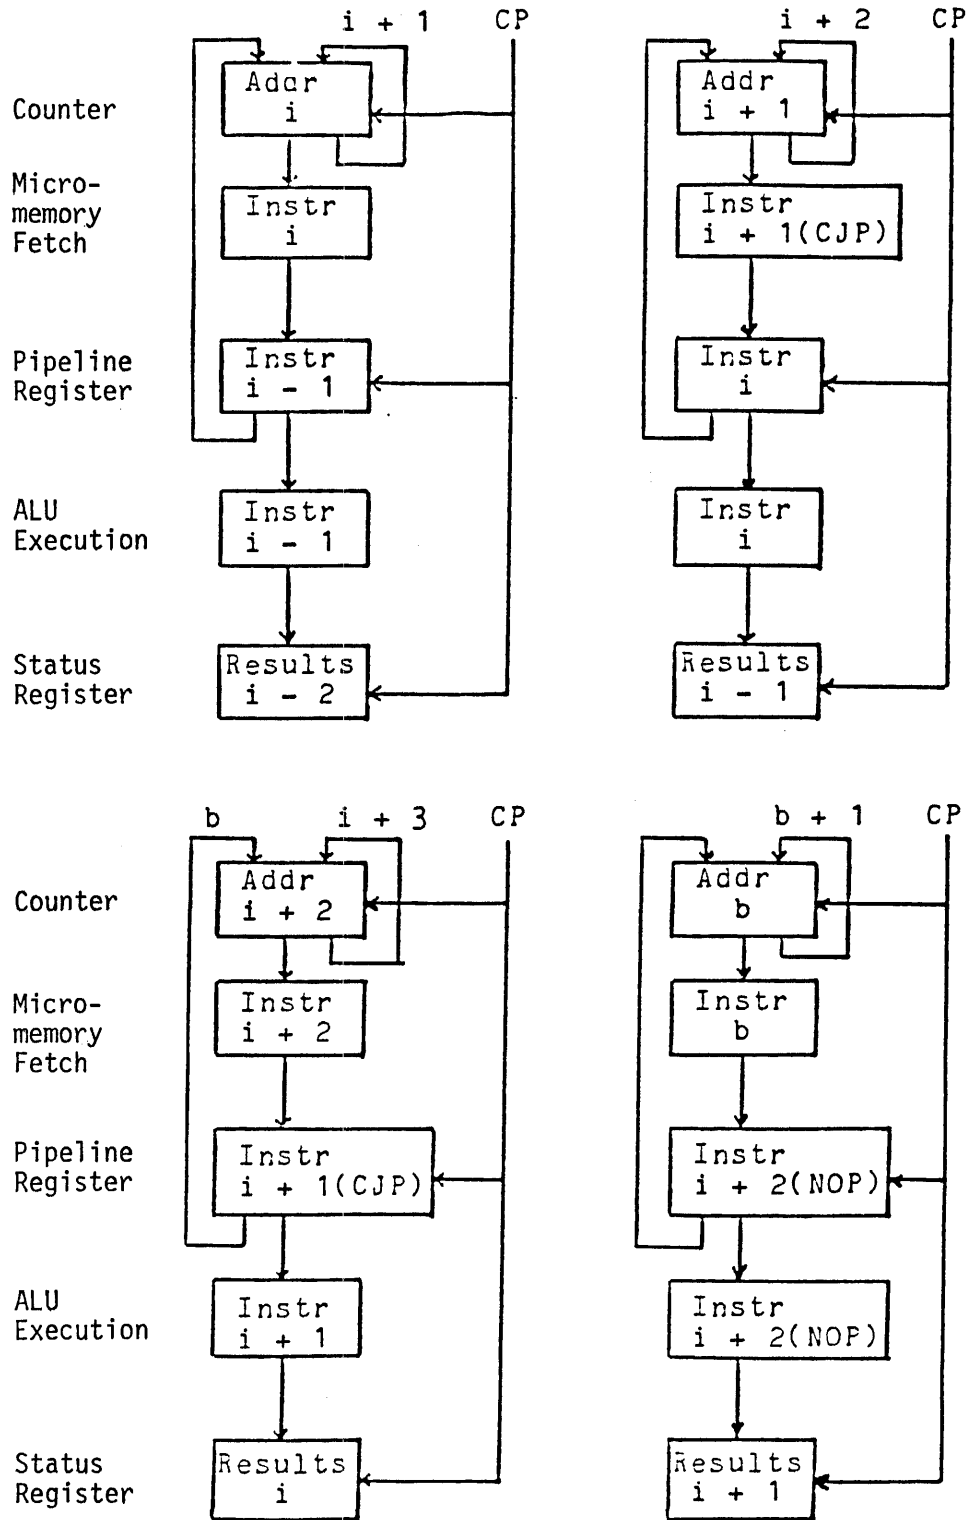 i + 1 CP
Counter
Addr
i
Micro-
memory
Fetch
Instr
i
Pipeline
Register
Instr
i - 1
ALU
Execution
Instr
i - 1
Status
Register
Results
i - 2
i + 2 CP
Addr
i + 1
Instr
i + 1(CJP)
Instr
i
Instr
i
Results
i - 1
b i + 3 CP
Counter
Addr
i + 2
Micro-
memory
Fetch
Instr
i + 2
Pipeline
Register
Instr
i + 1(CJP)
ALU
Execution
Instr
i + 1
Status
Register
Results
i
b + 1 CP
Addr
b
Instr
b
Instr
i + 2(NOP)
Instr
i + 2(NOP)
Results
i + 1